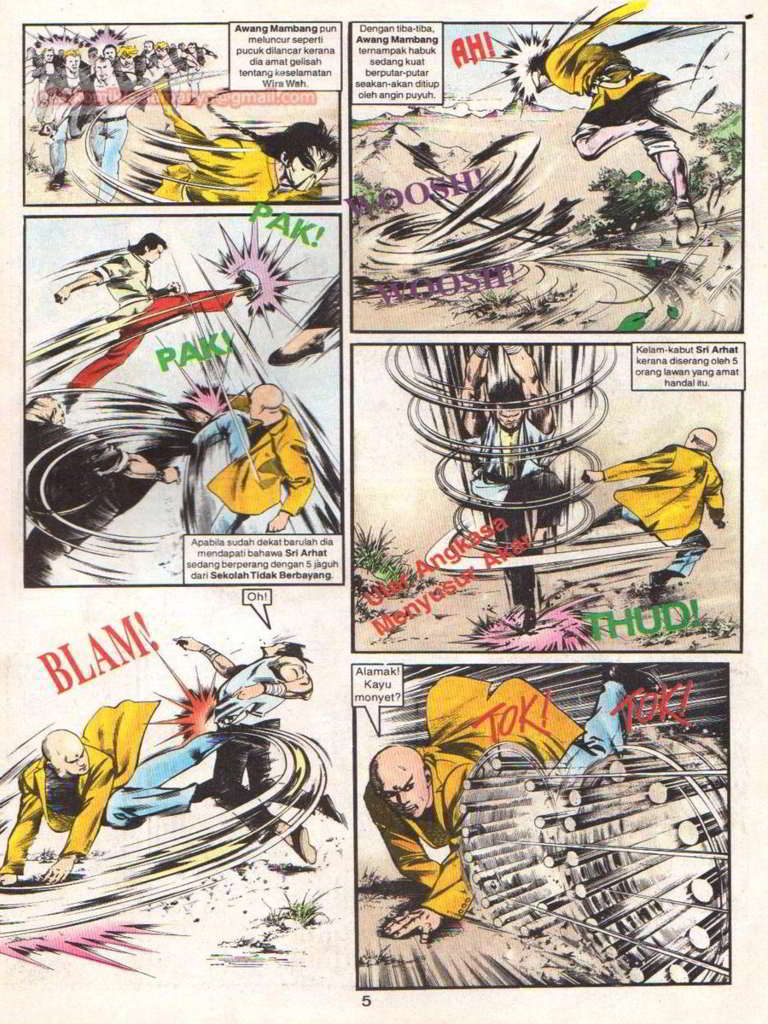 Awang Mambang pun
meluncur seperti
pucuk dilancar kerana
dia amat gelisah
tentang keselamatan
Wira Wah.
Dengan tiba-tiba,
Awang Mambang
ternampak habuk
sedang kuat
berputar-putar
seakan-akan ditiup
oleh angin puyuh.
AH!
WOOSH!
WOOSH!
PAK!
PAK!
Apabila sudah dekat barulah dia
mendapati bahawa Sri Arhat
sedang berperang dengan 5 jaguh
dari Sekolah Tidak Berbayang.
Kelam-kabut Sri Arhat
kerana diserang oleh 5
orang lawan yang amat
handal itu.
Ular Angkasa
Menyusur Akar
THUD!
Oh!
BLAM!
Alamak!
Kayu
monyet?
TOK!
TOK!
5